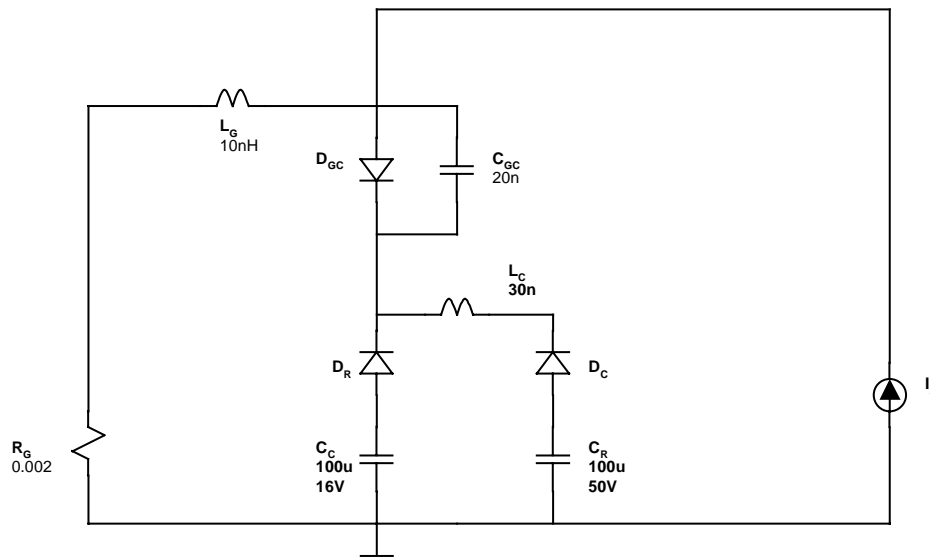 L_G
10nH
D_GC
C_GC
20n
L_C
30n
D_R
D_C
I
R_G
0.002
C_C
100u
16V
C_R
100u
50V